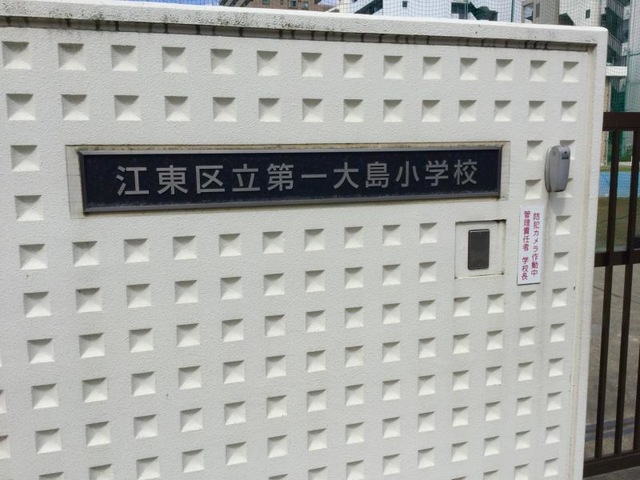 江東区立第一大島小学校
防犯カメラ作動中
管理責任者 学校長